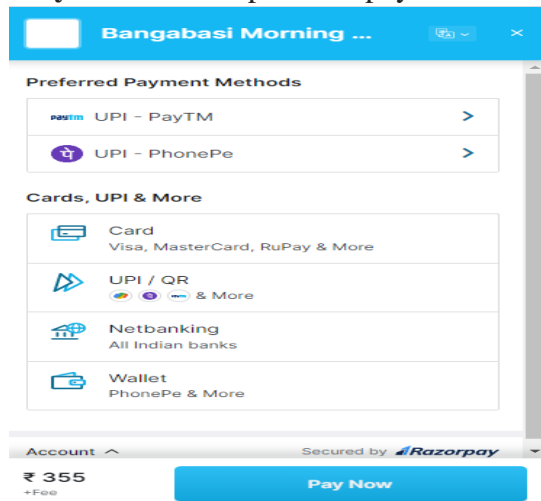 Bangabasi Morning ...
Preferred Payment Methods
paytm UPI - PayTM
पे UPI - PhonePe
Cards, UPI & More
Card
Visa, MasterCard, RuPay & More
UPI / QR
& More
Netbanking
All Indian banks
Wallet
PhonePe & More
Account
Secured by Razorpay
₹ 355
+Fee
Pay Now